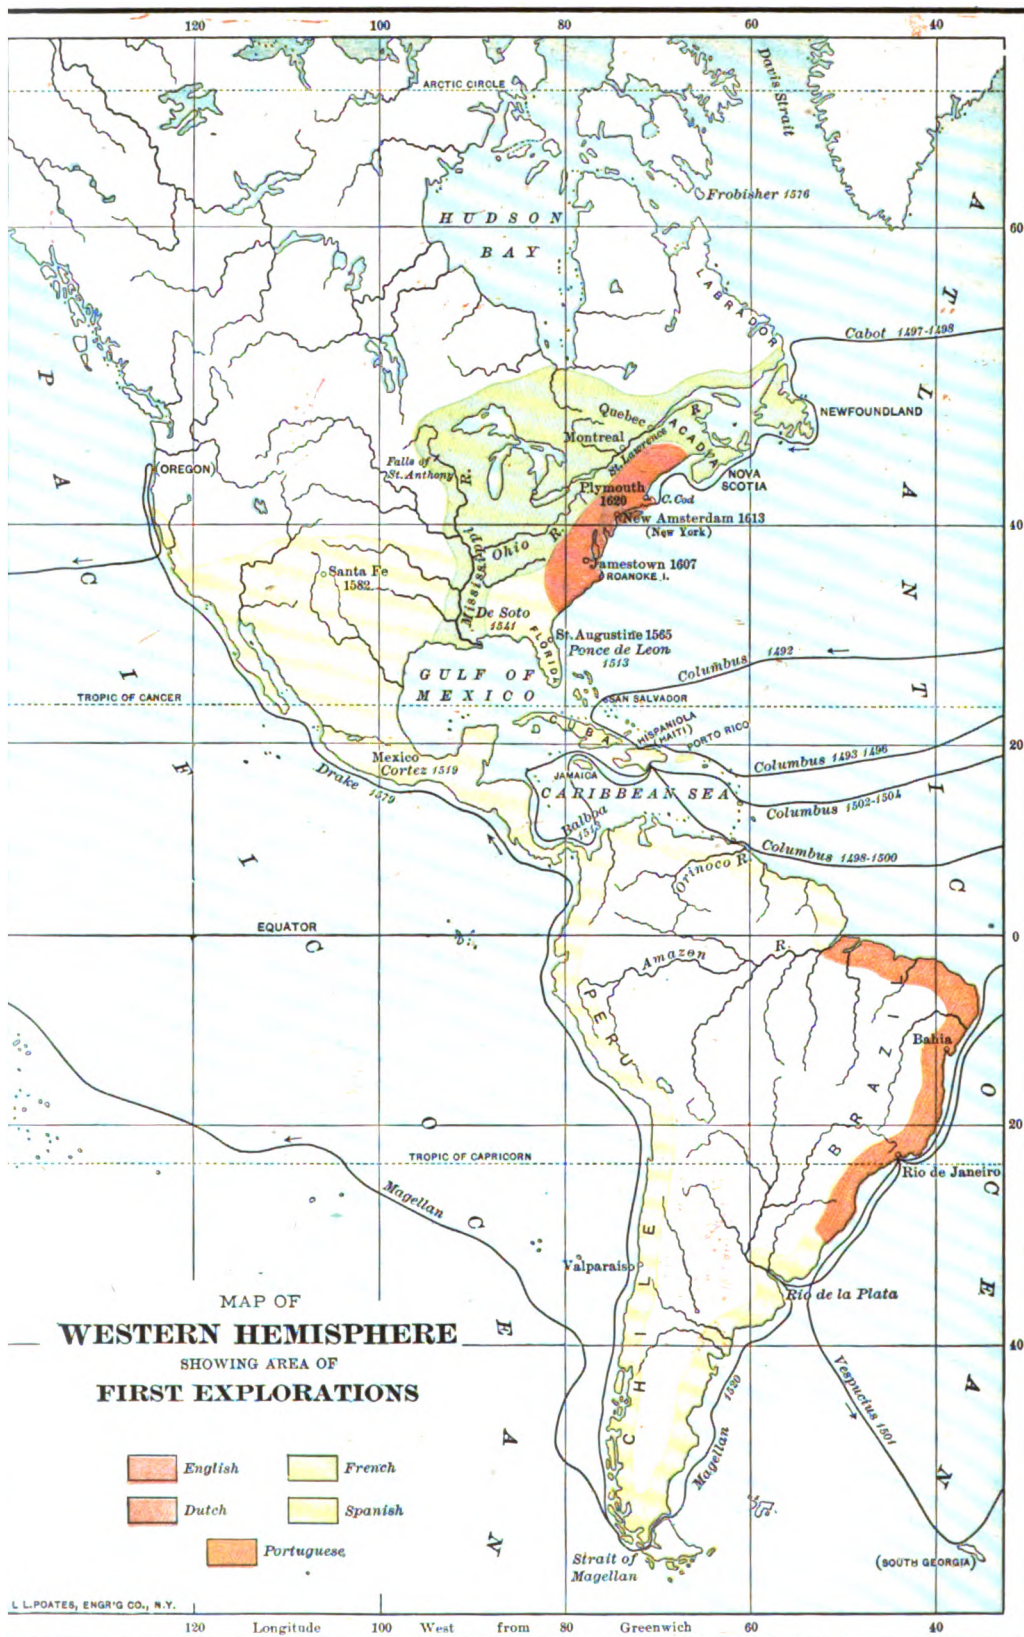 120 100 80 60 40
ARCTIC CIRCLE
Davis Strait
Frobisher 1576
HUDSON
BAY
60
LABRADOR
Cabot 1497-1498
NEWFOUNDLAND
Quebec
R.
ACADIA
Montreal
St. Lawrence
Falls of
St. Anthony
R.
(OREGON)
NOVA
SCOTIA
Plymouth
1620
C. Cod
New Amsterdam 1613
(New York)
40
Ohio R.
Mississippi
Jamestown 1607
ROANOKE I.
Santa Fe
1582
De Soto
1541
FLORIDA
St. Augustine 1565
Ponce de Leon
1513
GULF OF
MEXICO
Columbus 1492
TROPIC OF CANCER
SAN SALVADOR
CUBA
HISPANIOLA
(HAITI)
PORTO RICO
20
Mexico
Cortez 1519
Columbus 1493 1496
JAMAICA
Drake 1579
CARIBBEAN SEA
Columbus 1502-1504
Balboa
1513
Columbus 1498-1500
Orinoco R.
PACIFIC OCEAN
ATLANTIC OCEAN
EQUATOR
0
Amazon R.
PERU
BRAZIL
Bahia
20
TROPIC OF CAPRICORN
Rio de Janeiro
Magellan
CHILE
Valparaiso
Rio de la Plata
MAP OF
WESTERN HEMISPHERE
SHOWING AREA OF
FIRST EXPLORATIONS
40
Vespucius 1501
Magellan 1520
English
French
Dutch
Spanish
Portuguese
Strait of
Magellan
(SOUTH GEORGIA)
L L.POATES, ENGR'G CO., N.Y.
120 Longitude 100 West from 80 Greenwich 60 40